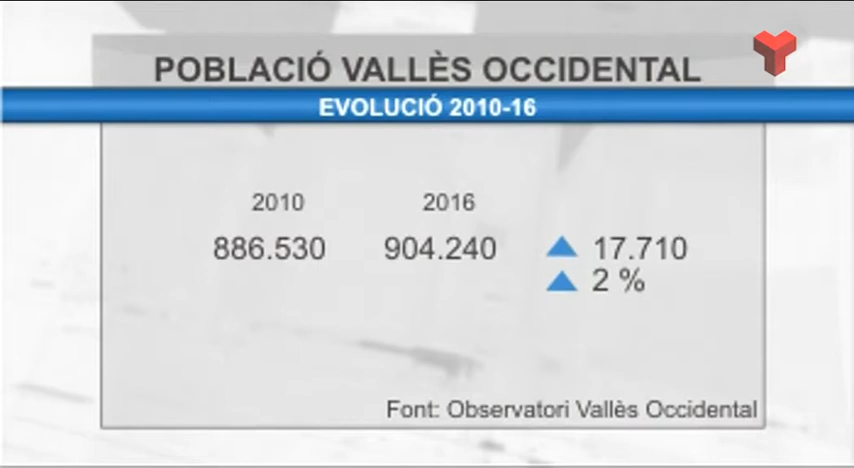 POBLACIÓ VALLÈS OCCIDENTAL
EVOLUCIÓ 2010-16
2010 2016
886.530 904.240 ▲ 17.710
▲ 2 %
Font: Observatori Vallès Occidental